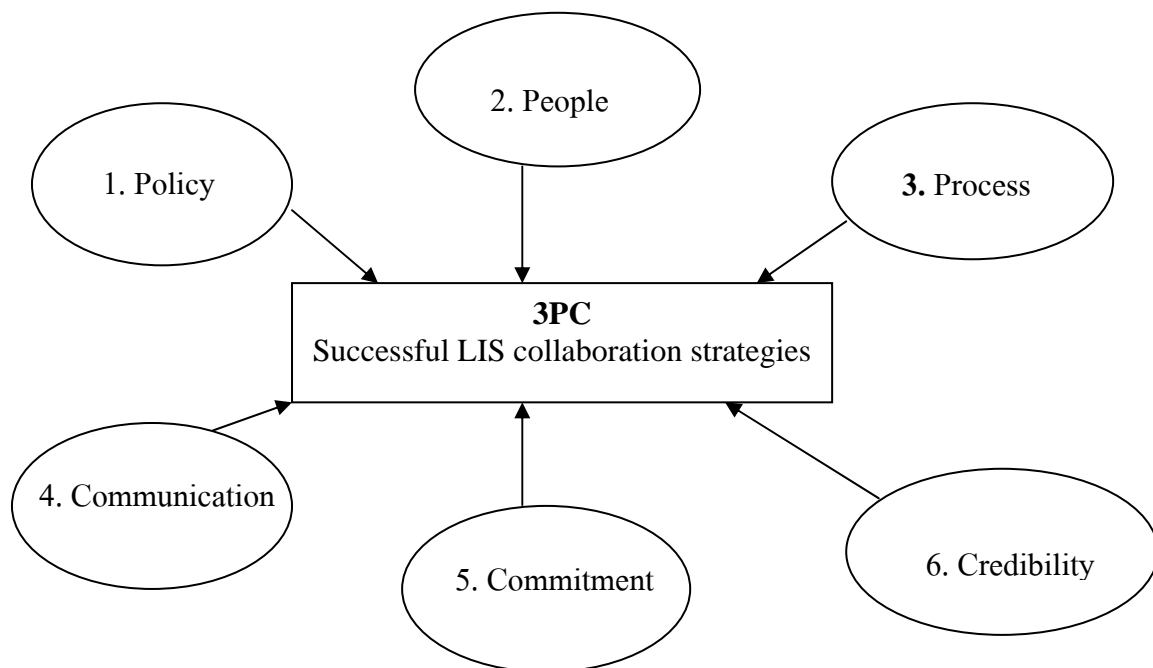 2. People
1. Policy
3. Process
3PC
Successful LIS collaboration strategies
4. Communication
5. Commitment
6. Credibility